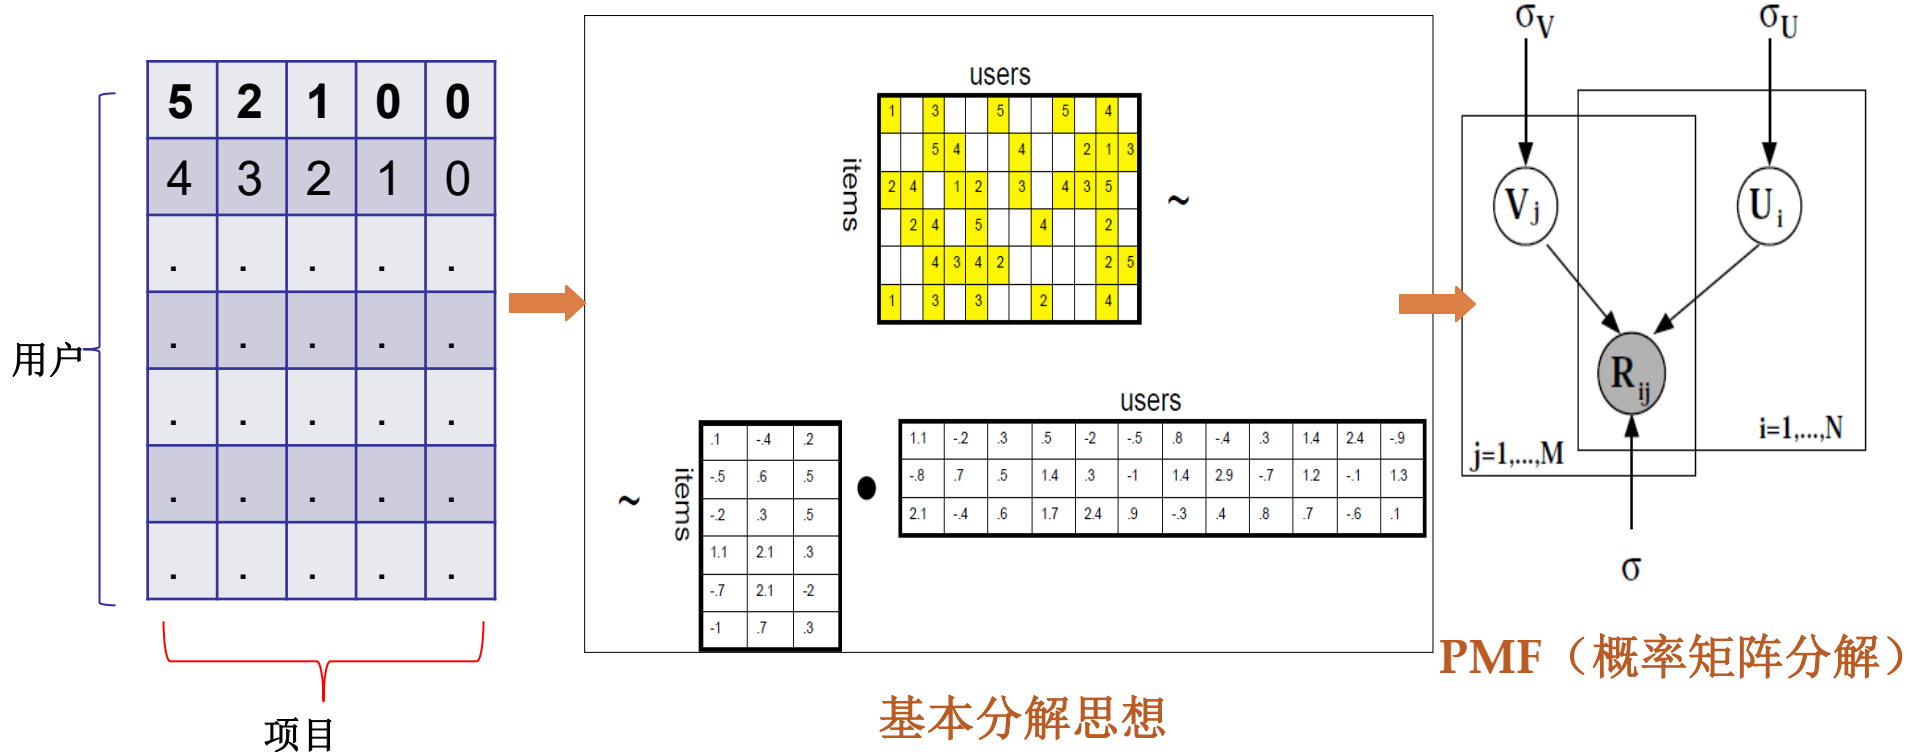 5 2 1 0 0
4 3 2 1 0
. . . . .
. . . . .
. . . . .
. . . . .
. . . . .
用户
项目
users
items
1 3 5 5 4
5 4 4 2 1 3
2 4 1 2 3 4 3 5
2 4 5 4 2
4 3 4 2 2 5
1 3 3 2 4
~
~
items
.1 -.4 .2
-.5 .6 .5
-.2 .3 .5
1.1 2.1 .3
-.7 2.1 -2
-1 .7 .3
●
users
1.1 -.2 .3 .5 -2 -.5 .8 -.4 .3 1.4 2.4 -.9
-.8 .7 .5 1.4 .3 -1 1.4 2.9 -.7 1.2 -.1 1.3
2.1 -.4 .6 1.7 2.4 .9 -.3 .4 .8 .7 -.6 .1
基本分解思想
σV
σU
Vj
Ui
Rij
j=1,...,M
i=1,...,N
σ
PMF（概率矩阵分解）